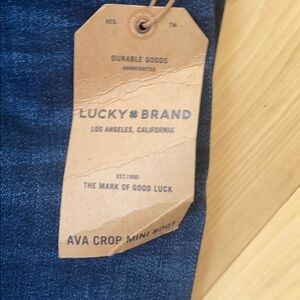 REG. TM
DURABLE GOODS
HANDCRAFTED
LUCKY BRAND
LOS ANGELES, CALIFORNIA
EST.1990
THE MARK OF GOOD LUCK
AVA CROP MINI BOOT